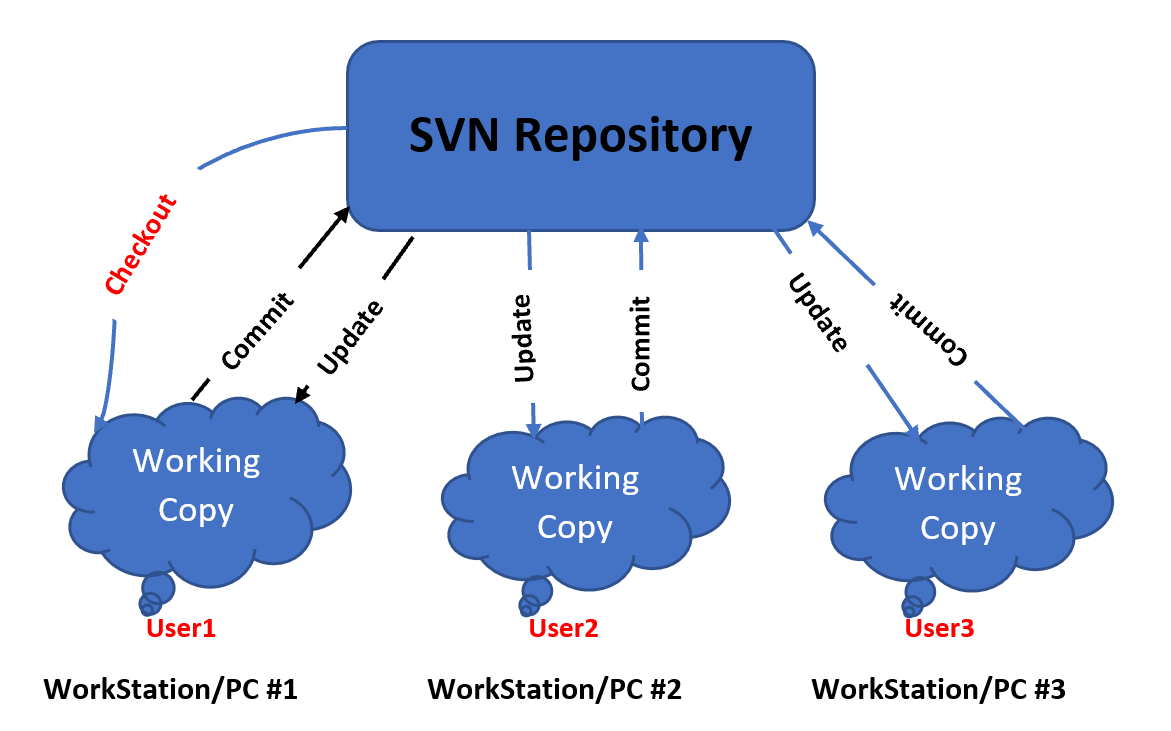 SVN Repository
Checkout
Commit
Update
Update
Commit
Update
Commit
Working
Copy
Working
Copy
Working
Copy
User1
User2
User3
WorkStation/PC #1
WorkStation/PC #2
WorkStation/PC #3